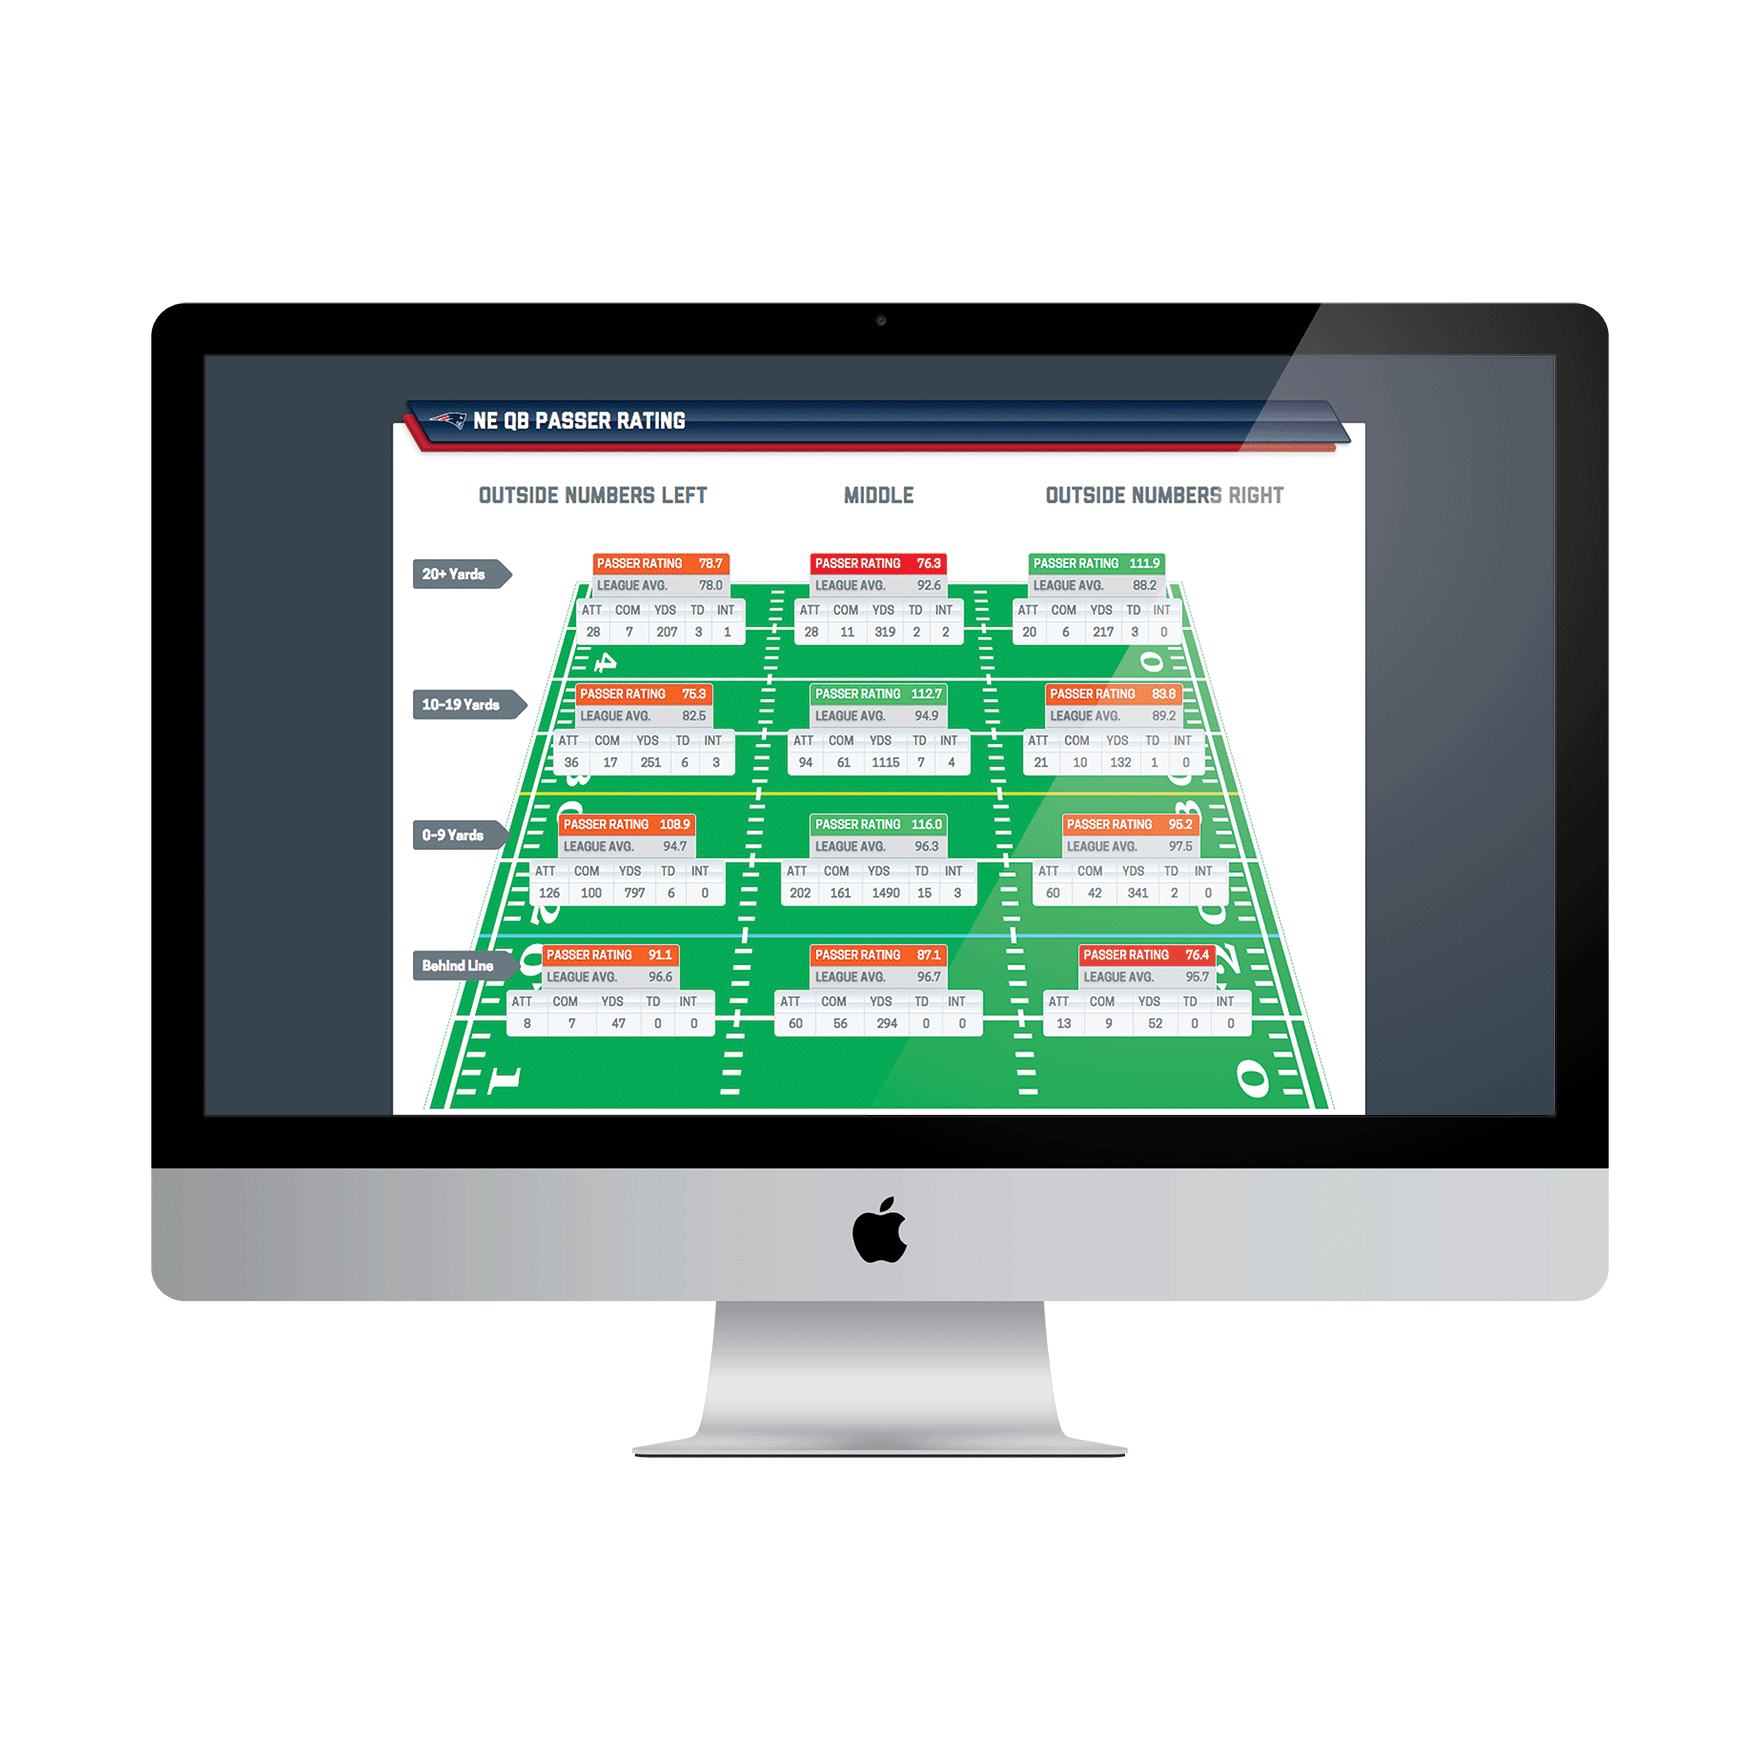 NE QB PASSER RATING
OUTSIDE NUMBERS LEFT MIDDLE OUTSIDE NUMBERS RIGHT
20+ Yards
PASSER RATING 78.7
LEAGUE AVG. 78.0
ATT COM YDS TD INT
28 7 207 3 1
PASSER RATING 76.3
LEAGUE AVG. 92.6
ATT COM YDS TD INT
28 11 319 2 2
PASSER RATING 111.9
LEAGUE AVG. 88.2
ATT COM YDS TD INT
20 6 217 3 0
4 0
10-19 Yards
PASSER RATING 75.3
LEAGUE AVG. 82.5
ATT COM YDS TD INT
36 17 251 6 3
PASSER RATING 112.7
LEAGUE AVG. 94.9
ATT COM YDS TD INT
94 61 1115 7 4
PASSER RATING 83.8
LEAGUE AVG. 89.2
ATT COM YDS TD INT
21 10 132 1 0
3 0
0 3
0-9 Yards
PASSER RATING 108.9
LEAGUE AVG. 94.7
ATT COM YDS TD INT
126 100 797 6 0
PASSER RATING 116.0
LEAGUE AVG. 96.3
ATT COM YDS TD INT
202 161 1490 15 3
PASSER RATING 95.2
LEAGUE AVG. 97.5
ATT COM YDS TD INT
60 42 341 2 0
2 0
0 2
Behind Line
PASSER RATING 91.1
LEAGUE AVG. 96.6
ATT COM YDS TD INT
8 7 47 0 0
PASSER RATING 87.1
LEAGUE AVG. 96.7
ATT COM YDS TD INT
60 56 294 0 0
PASSER RATING 76.4
LEAGUE AVG. 95.7
ATT COM YDS TD INT
13 9 52 0 0
1 0